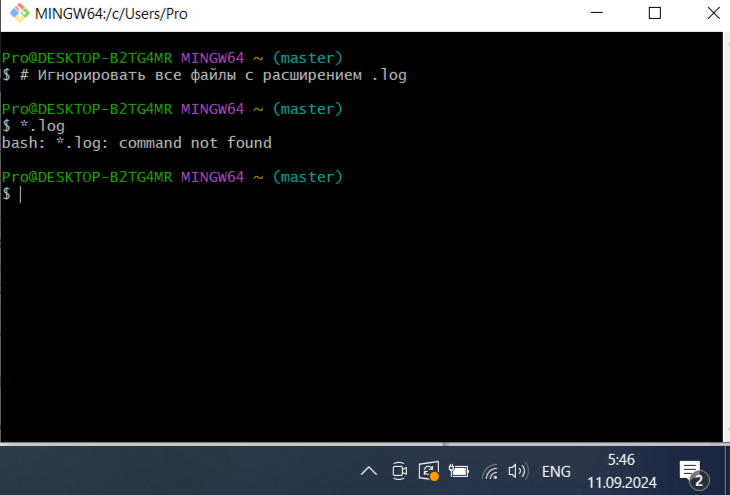 MINGW64:/c/Users/Pro
Pro@DESKTOP-B2TG4MR MINGW64 ~ (master)
$ # Игнорировать все файлы с расширением .log
Pro@DESKTOP-B2TG4MR MINGW64 ~ (master)
$ *.log
bash: *.log: command not found
Pro@DESKTOP-B2TG4MR MINGW64 ~ (master)
$
ENG
5:46
11.09.2024
2